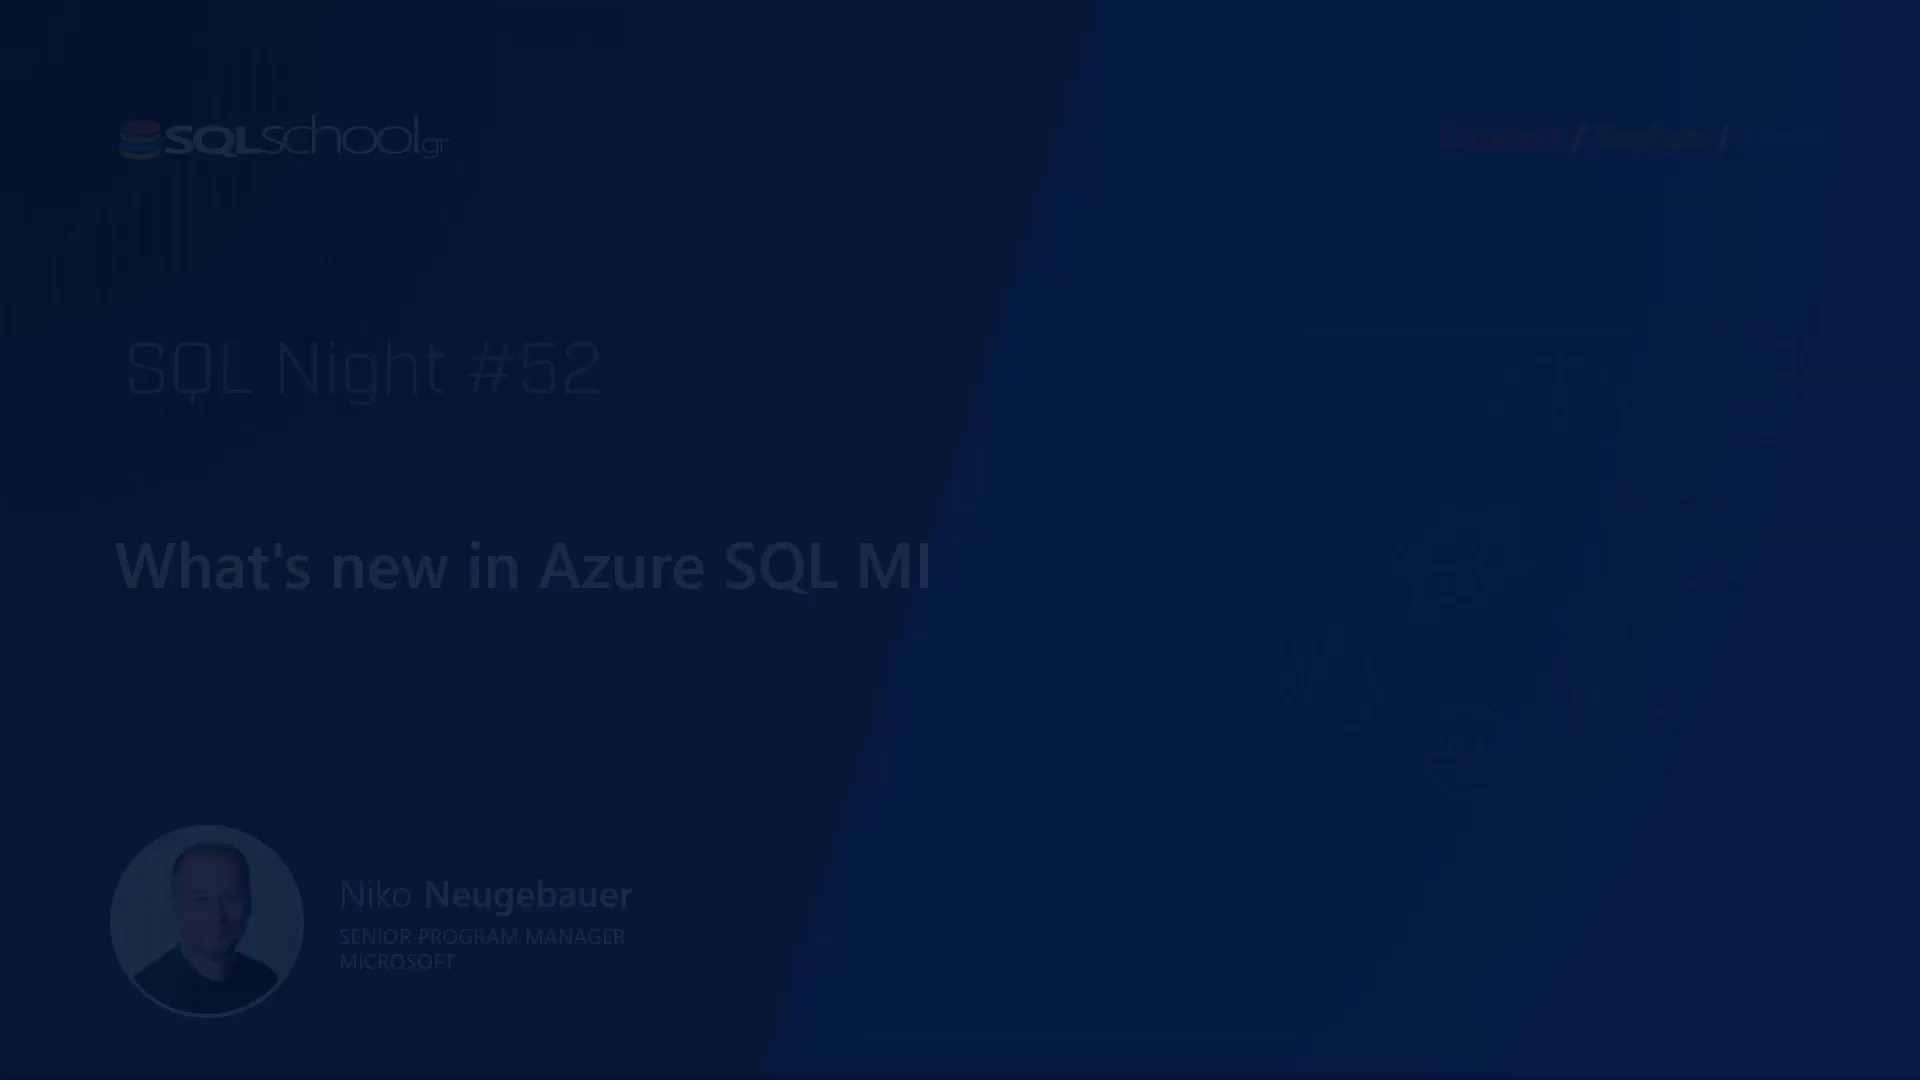 SQLschool.gr
SQL Night #52
What's new in Azure SQL MI
Niko Neugebauer
SENIOR PROGRAM MANAGER
MICROSOFT